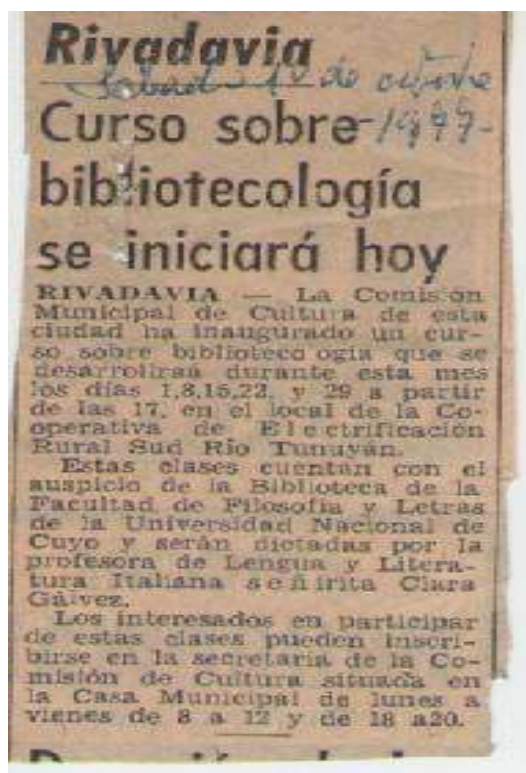 Rivadavia
Sabado 1º de octubre
Curso sobre -1977-
bibliotecología
se iniciará hoy
RIVADAVIA — La Comisión
Municipal de Cultura de esta
ciudad ha inaugurado un cur-
so sobre bibliotecología que se
desarrollras durante esta mes
los días 1,8,15,22, y 29 a partir
de las 17, en el local de la Co-
operativa de Electrificación
Rural Sud Río Tunuyán.
Estas clases cuentan con el
auspicio de la Biblioteca de la
Facultad de Filosofía y Letras
de la Universidad Nacional de
Cuyo y serán dictadas por la
profesora de Lengua y Litera-
tura Italiana señirita Clara
Gálvez.
Los interesados en participar
de estas clases pueden inscri-
birse en la secretaría de la Co-
misión de Cultura situada en
la Casa Municipal de lunes a
vienes de 8 a 12 y de 18 a20.